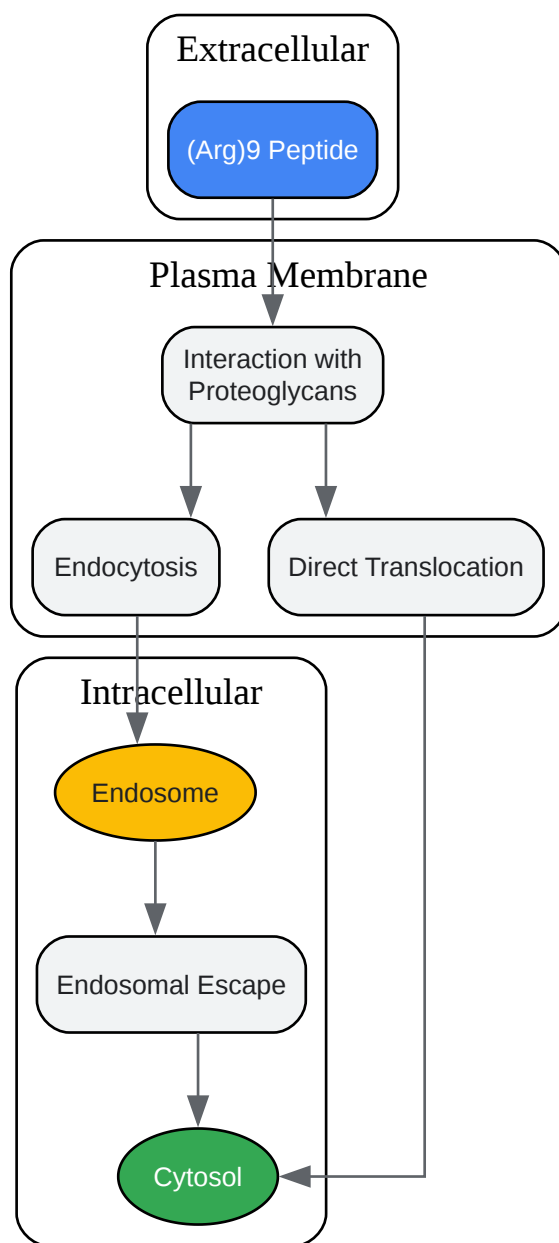 Extracellular
(Arg)9 Peptide
Plasma Membrane
Interaction with
Proteoglycans
Endocytosis
Direct Translocation
Intracellular
Endosome
Endosomal Escape
Cytosol